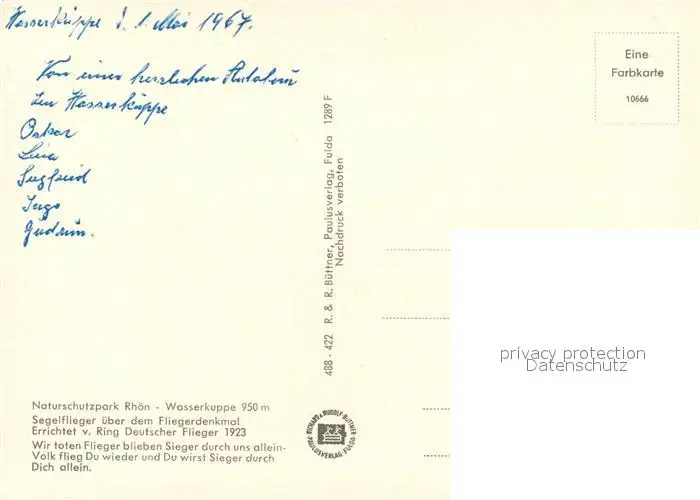 Wasserkuppe d. 1. Mai 1967.
Von einer herrlichen
zur Wasserkuppe
Oskar
Lina
Siegfried
Ingo
Gudrun.
Eine
Farbkarte
10666
488 - 422 R. & R. Büttner, Paulusverlag, Fulda 1289 F
Nachdruck verboten
Naturschutzpark Rhön - Wasserkuppe 950 m
Segelflieger über dem Fliegerdenkmal
Errichtet v. Ring Deutscher Flieger 1923
Wir toten Flieger blieben Sieger durch uns allein-
Volk flieg Du wieder und Du wirst Sieger durch
Dich allein.
RICHARD & RUDOLF BÜTTNER
PAULUSVERLAG, FULDA
privacy protection
Datenschutz